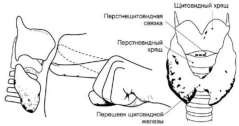 Щитовидный хрящ
Перстнещитовидная
связка
Перстневидный
хрящ
Перешеек щитовидной
железы